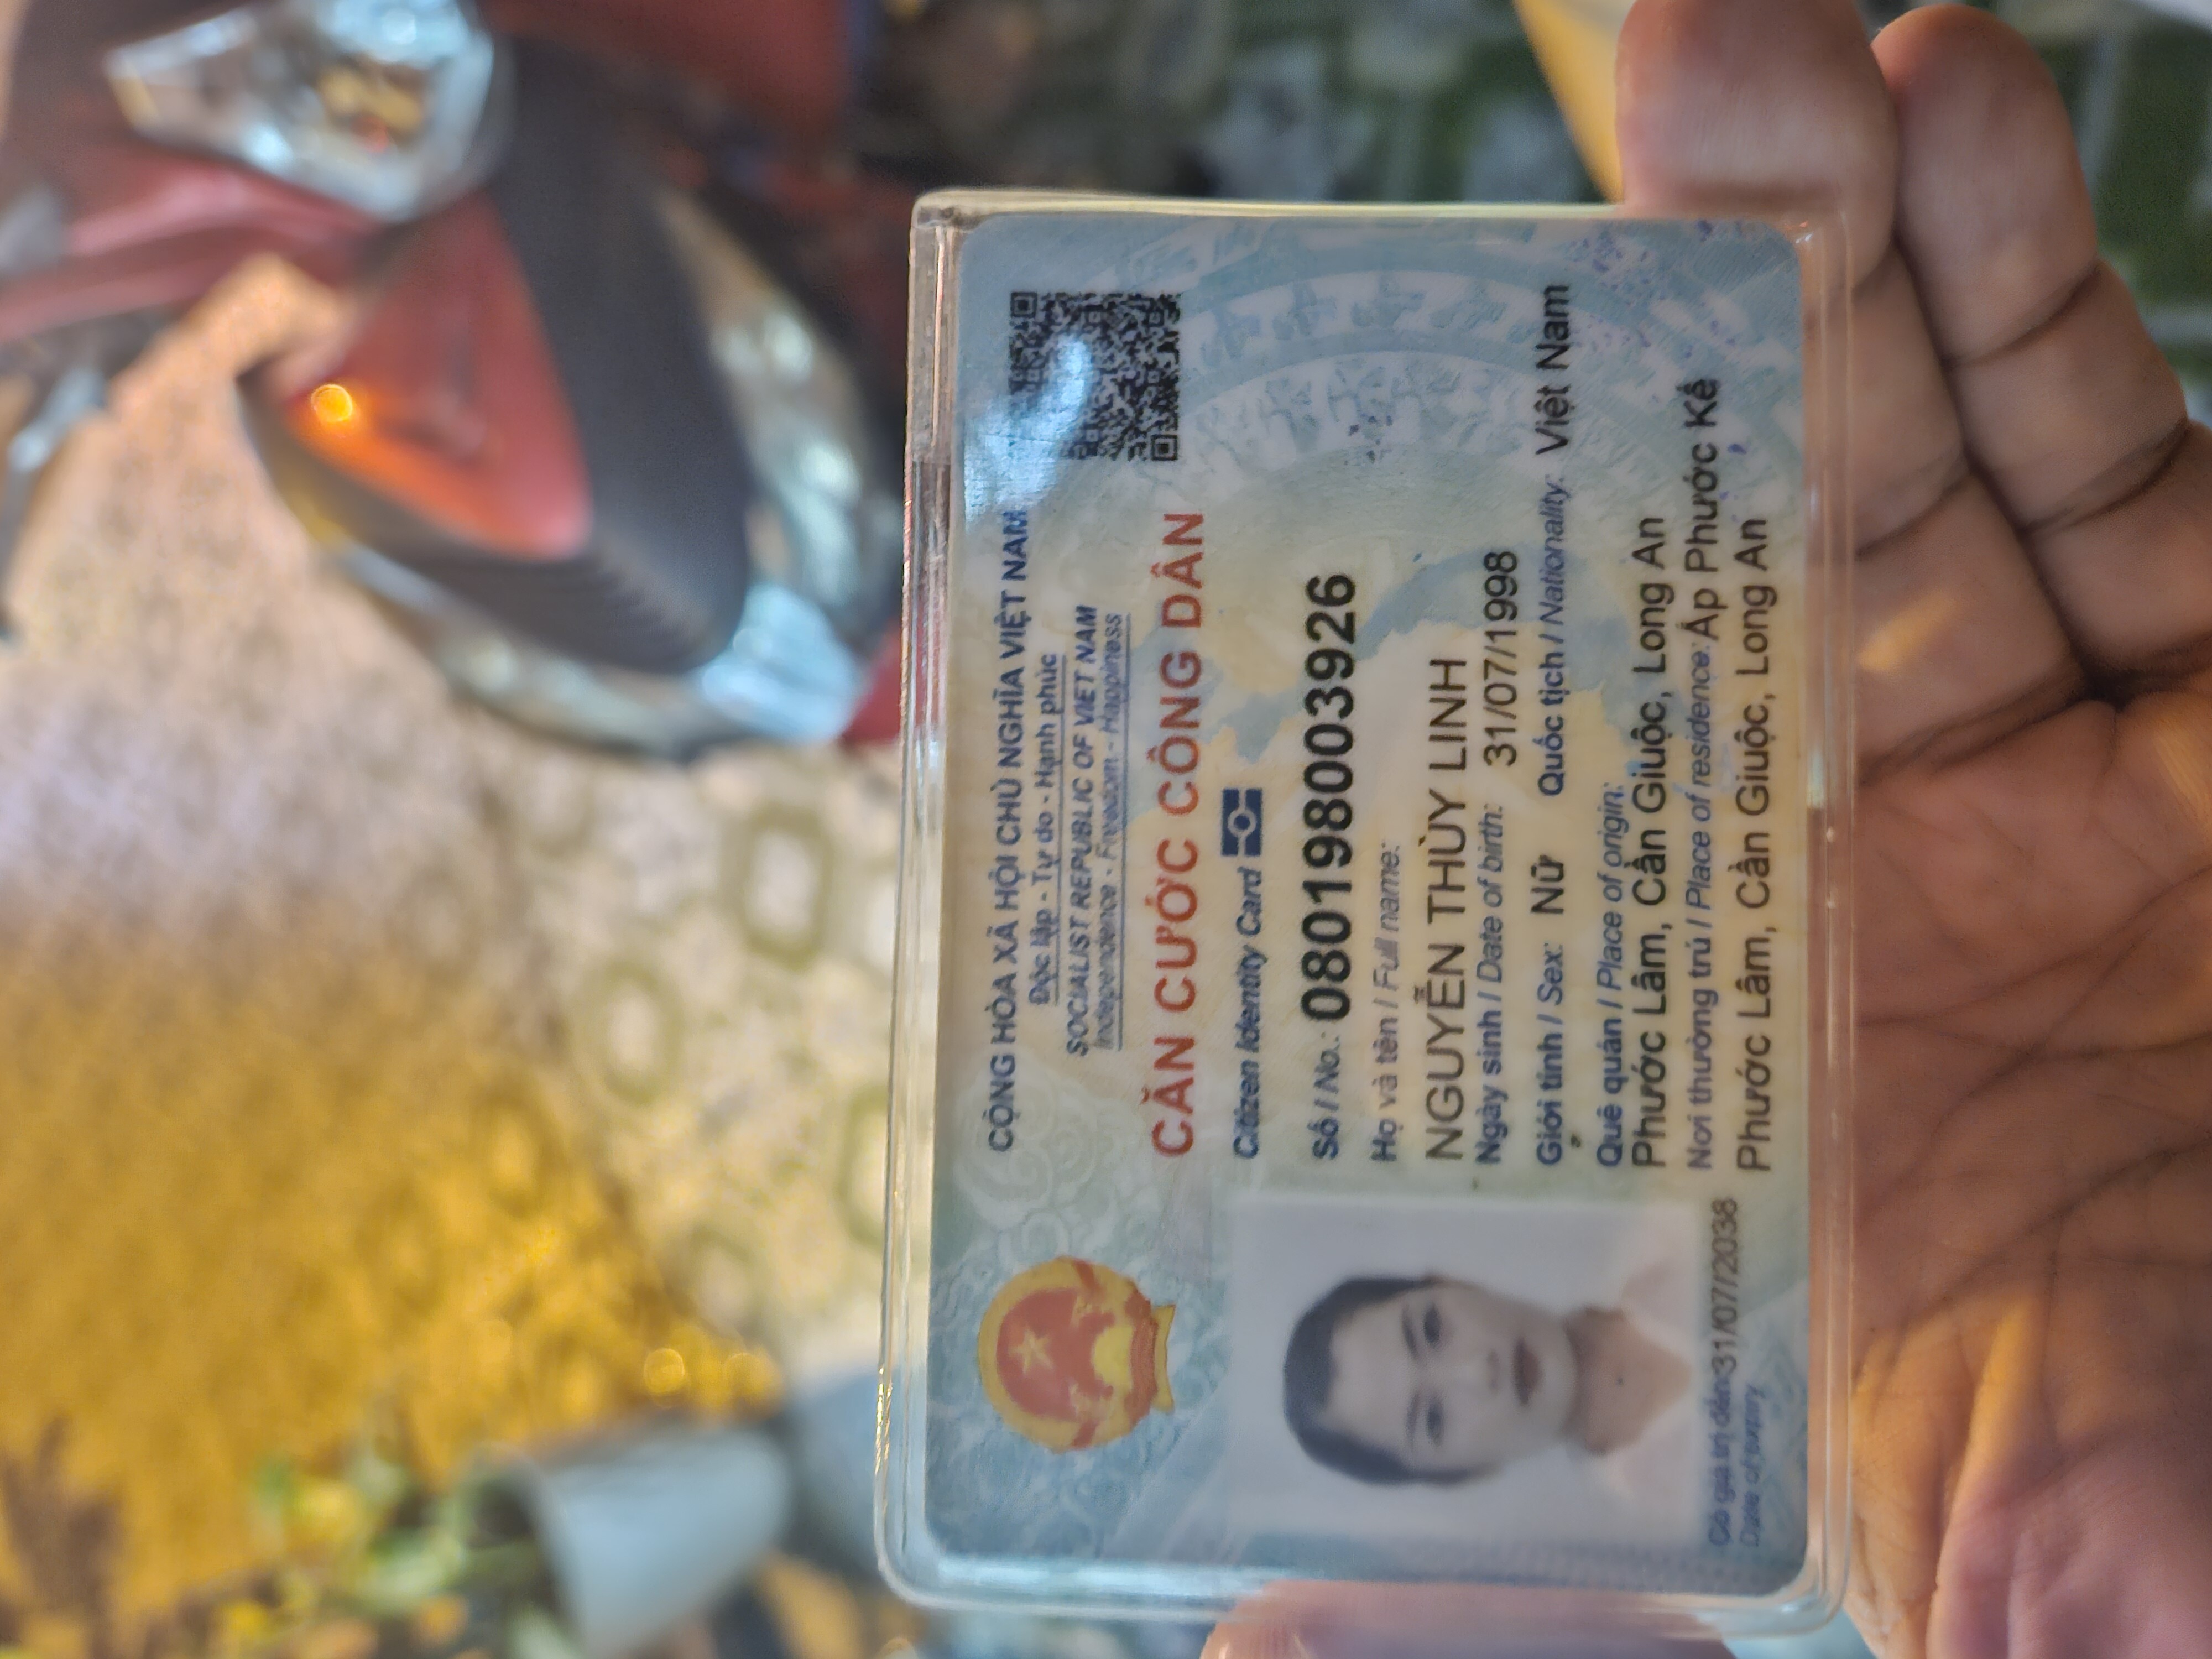 CỘNG HÒA XÃ HỘI CHỦ NGHĨA VIỆT NAM
Độc lập - Tự do - Hạnh phúc
SOCIALIST REPUBLIC OF VIET NAM
Independence - Freedom - Happiness
CĂN CƯỚC CÔNG DÂN
Citizen Identity Card
Số / No.: 080198003926
Họ và tên / Full name:
NGUYỄN THÙY LINH
Ngày sinh / Date of birth: 31/07/1998
Giới tính / Sex: Nữ Quốc tịch / Nationality: Việt Nam
Quê quán / Place of origin:
Phước Lâm, Cần Giuộc, Long An
Nơi thường trú / Place of residence: Ấp Phước Kế
Phước Lâm, Cần Giuộc, Long An
Có giá trị đến: 31/07/2038
Date of expiry